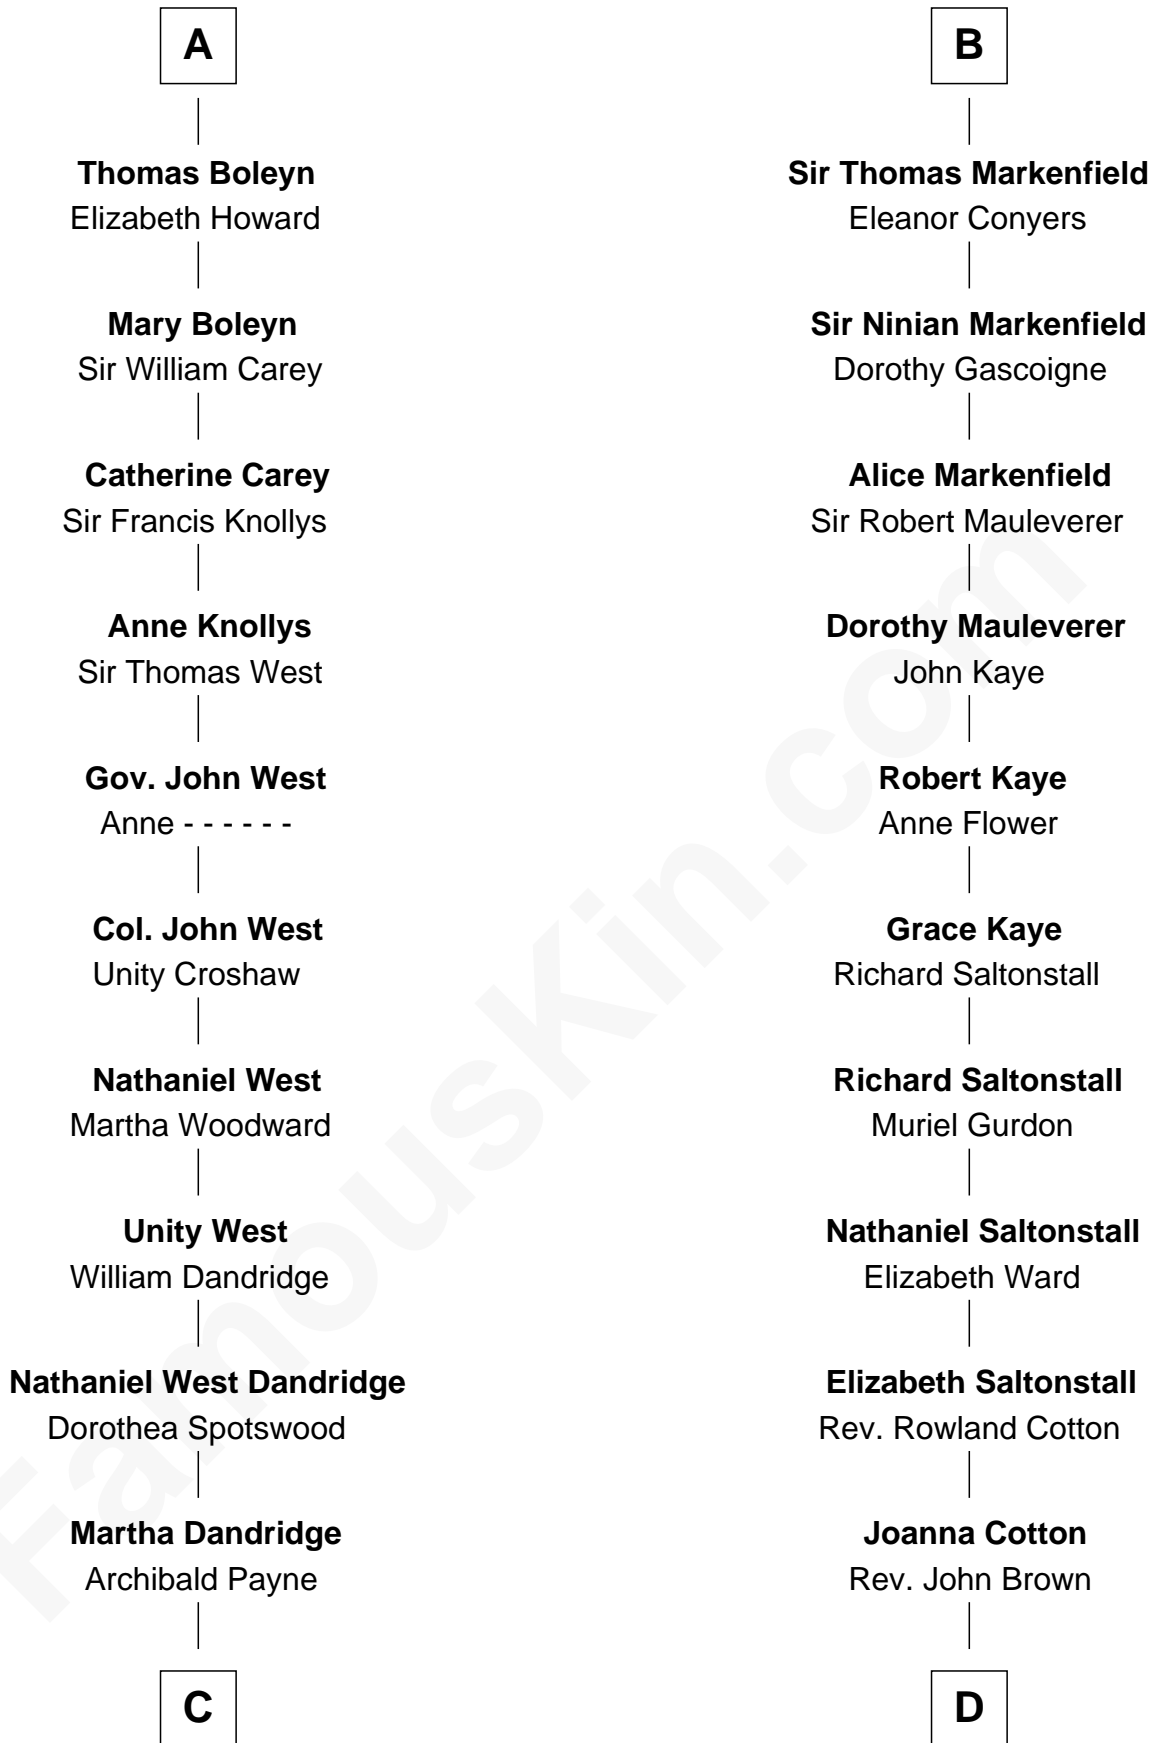 A
Thomas Boleyn
Elizabeth Howard
Mary Boleyn
Sir William Carey
Catherine Carey
Sir Francis Knollys
Anne Knollys
Sir Thomas West
Gov. John West
Anne - - - - - -
Col. John West
Unity Croshaw
Nathaniel West
Martha Woodward
Unity West
William Dandridge
Nathaniel West Dandridge
Dorothea Spotswood
Martha Dandridge
Archibald Payne
C
B
Sir Thomas Markenfield
Eleanor Conyers
Sir Ninian Markenfield
Dorothy Gascoigne
Alice Markenfield
Sir Robert Mauleverer
Dorothy Mauleverer
John Kaye
Robert Kaye
Anne Flower
Grace Kaye
Richard Saltonstall
Richard Saltonstall
Muriel Gurdon
Nathaniel Saltonstall
Elizabeth Ward
Elizabeth Saltonstall
Rev. Rowland Cotton
Joanna Cotton
Rev. John Brown
D
FamousKin.com